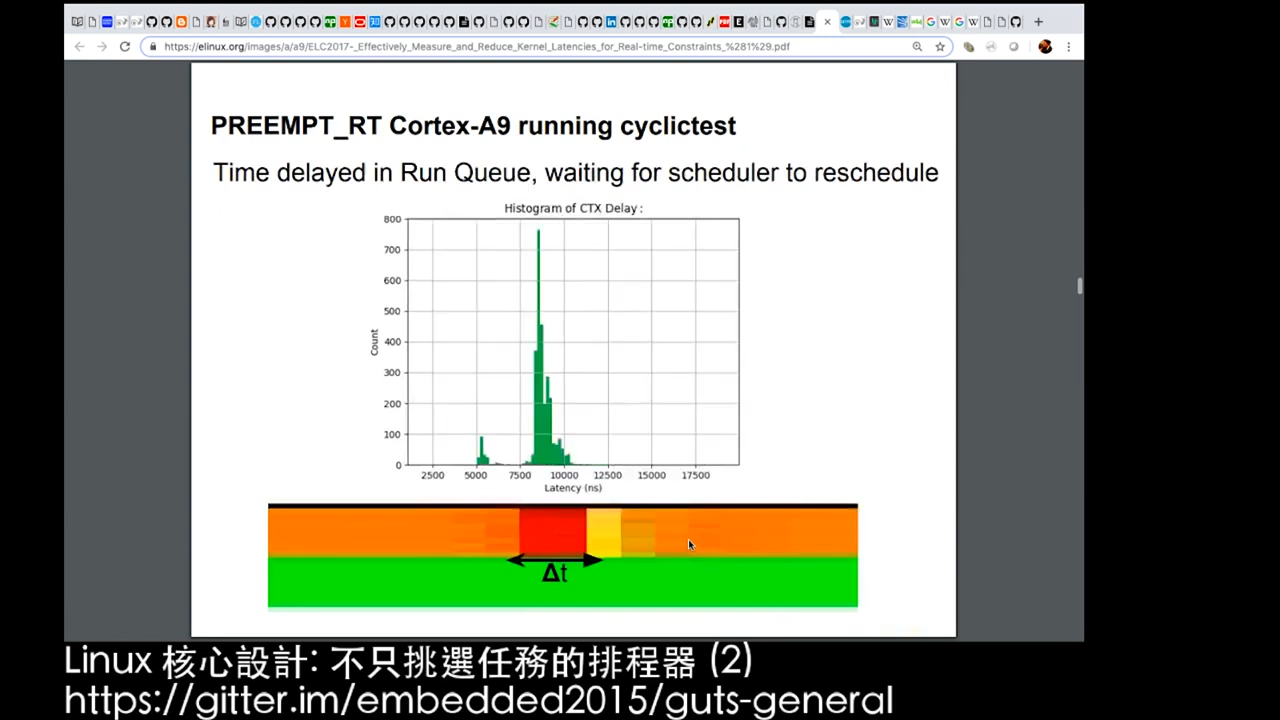 https://elinux.org/images/a/a9/ELC2017-_Effectively_Measure_and_Reduce_Kernel_Latencies_for_Real-time_Constraints_%281%29.pdf
PREEMPT_RT Cortex-A9 running cyclictest
Time delayed in Run Queue, waiting for scheduler to reschedule
Histogram of CTX Delay :
800
700
600
500
400
300
200
100
0
Count
2500 5000 7500 10000 12500 15000 17500
Latency (ns)
Δt
Linux 核心設計: 不只挑選任務的排程器 (2)
https://gitter.im/embedded2015/guts-general